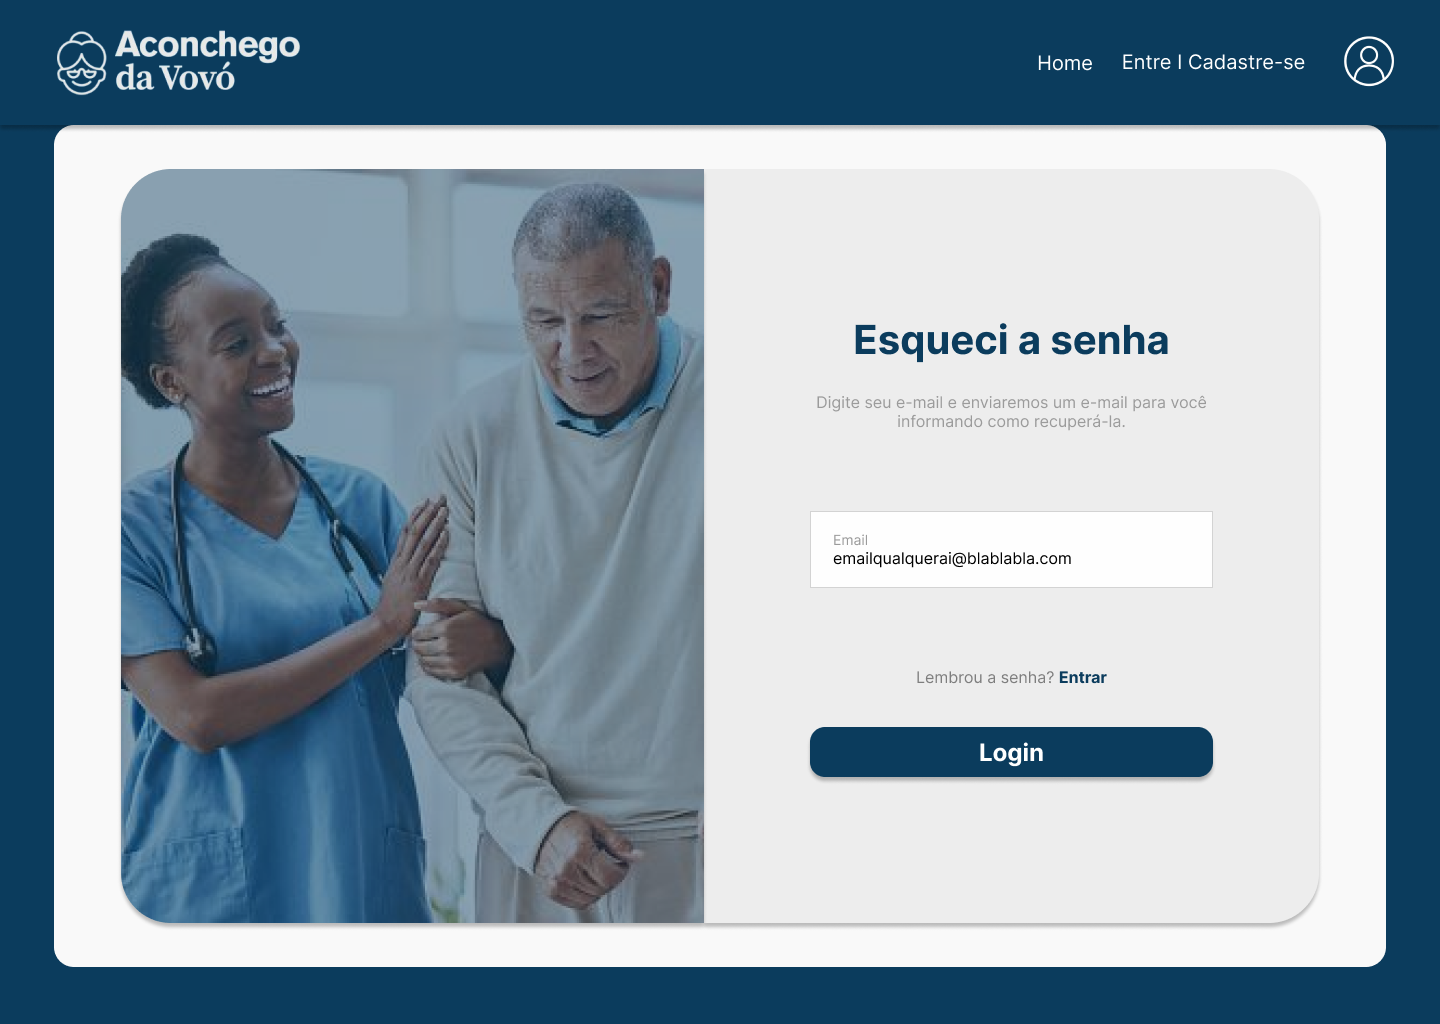 Aconchego
da Vovó
Home
Entre I Cadastre-se
Esqueci a senha
Digite seu e-mail e enviaremos um e-mail para você
informando como recuperá-la.
Email
emailqualquerai@blablabla.com
Lembrou a senha? Entrar
Login